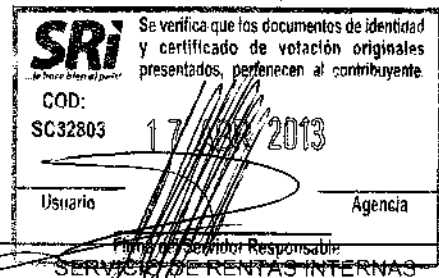 SRi
...le hace bien al país!
Se verifica que los documentos de identidad
y certificado de votación originales
presentados, pertenecen al contribuyente.
COD:
SC32803
17 ABR 2013
Usuario
Agencia
Firma del Servidor Responsable
SERVICIO DE RENTAS INTERNAS